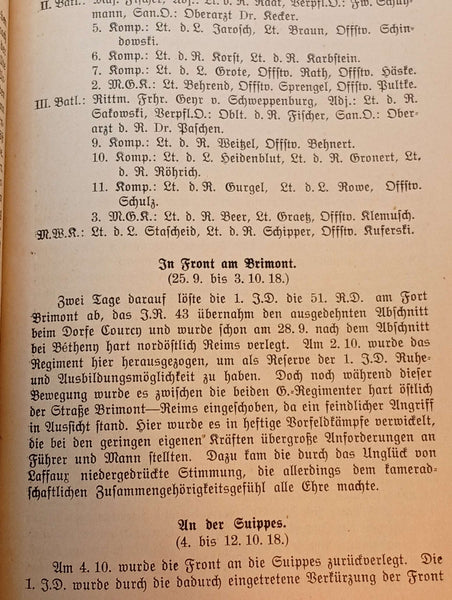 II. Batl.: Maj. Fischer, Adj.: Lt. d. R. Raat, Verpfl.O.: Fw. Schuh-
mann, San.O.: Oberarzt Dr. Kecker.
5. Komp.: Lt. d. L. Jarosch, Lt. Braun, Offstv. Schin-
dowski.
6. Komp.: Lt. d. R. Korst, Lt. d. R. Karbstein.
7. Komp.: Lt. d. L. Grote, Offstv. Rath, Offstv. Häske.
2. M.G.K.: Lt. Behrend, Offstv. Sprengel, Offstv. Pultke.
III. Batl.: Rittm. Frhr. Geyr v. Schweppenburg, Adj.: Lt. d. R.
Sakowski, Verpfl.O.: Oblt. d. R. Fischer, San.O.: Ober-
arzt d. R. Dr. Paschen.
9. Komp.: Lt. d. R. Weitzel, Offstv. Behnert.
10. Komp.: Lt. d. L. Heidenblut, Lt. d. R. Gronert, Lt.
d. R. Röhrich.
11. Komp.: Lt. d. R. Gurgel, Lt. d. L. Rowe, Offstv.
Schulz.
3. M.G.K.: Lt. d. R. Beer, Lt. Graetz, Offstv. Klemusch.
M.W.K.: Lt. d. L. Stascheid, Lt. d. R. Schipper, Offstv. Kuferski.
In Front am Brimont.
(25. 9. bis 3. 10. 18.)
Zwei Tage darauf löste die 1. J.D. die 51. R.D. am Fort
Brimont ab, das J.R. 43 übernahm den ausgedehnten Abschnitt
beim Dorfe Courcy und wurde schon am 28. 9. nach dem Abschnitt
bei Bétheny hart nordöstlich Reims verlegt. Am 2. 10. wurde das
Regiment hier herausgezogen, um als Reserve der 1. J.D. Ruhe-
und Ausbildungsmöglichkeit zu haben. Doch noch während dieser
Bewegung wurde es zwischen die beiden G.-Regimenter hart östlich
der Straße Brimont—Reims eingeschoben, da ein feindlicher Angriff
in Aussicht stand. Hier wurde es in heftige Vorfeldkämpfe verwickelt,
die bei den geringen eigenen Kräften übergroße Anforderungen an
Führer und Mann stellten. Dazu kam die durch das Unglück von
Laffaux niedergedrückte Stimmung, die allerdings dem kamerad-
schaftlichen Zusammengehörigkeitsgefühl alle Ehre machte.
An der Suippes.
(4. bis 12. 10. 18.)
Am 4. 10. wurde die Front an die Suippes zurückverlegt. Die
1. J.D. wurde durch die dadurch eingetretene Verkürzung der Front